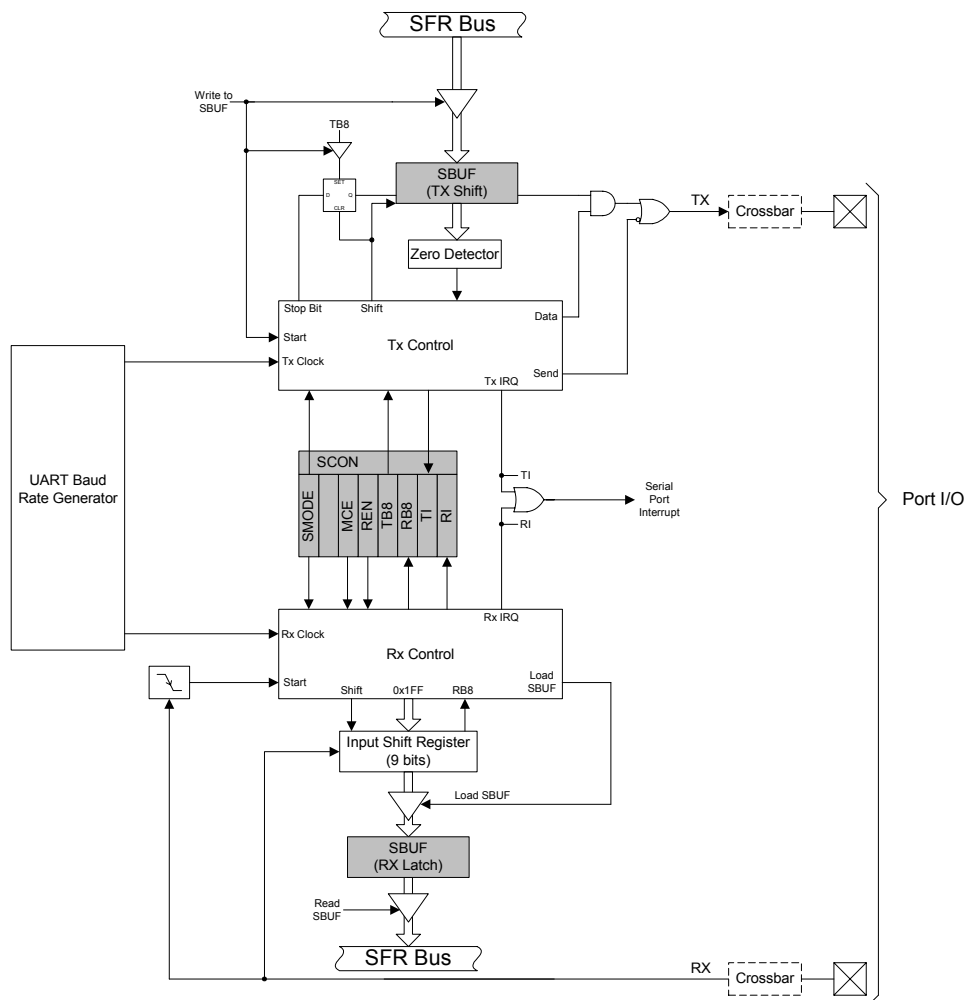 SFR Bus
Write to
SBUF
TB8
SET
D
Q
CLR
SBUF
(TX Shift)
TX
Crossbar
Zero Detector
Stop Bit
Shift
Data
Start
Tx Control
Tx Clock
Send
Tx IRQ
UART Baud
Rate Generator
SCON
SMODE
MCE
REN
TB8
RB8
TI
RI
TI
Serial
Port
Interrupt
RI
Port I/O
Rx IRQ
Rx Clock
Rx Control
Start
Load
SBUF
Shift
0x1FF
RB8
Input Shift Register
(9 bits)
Load SBUF
SBUF
(RX Latch)
Read
SBUF
SFR Bus
RX
Crossbar